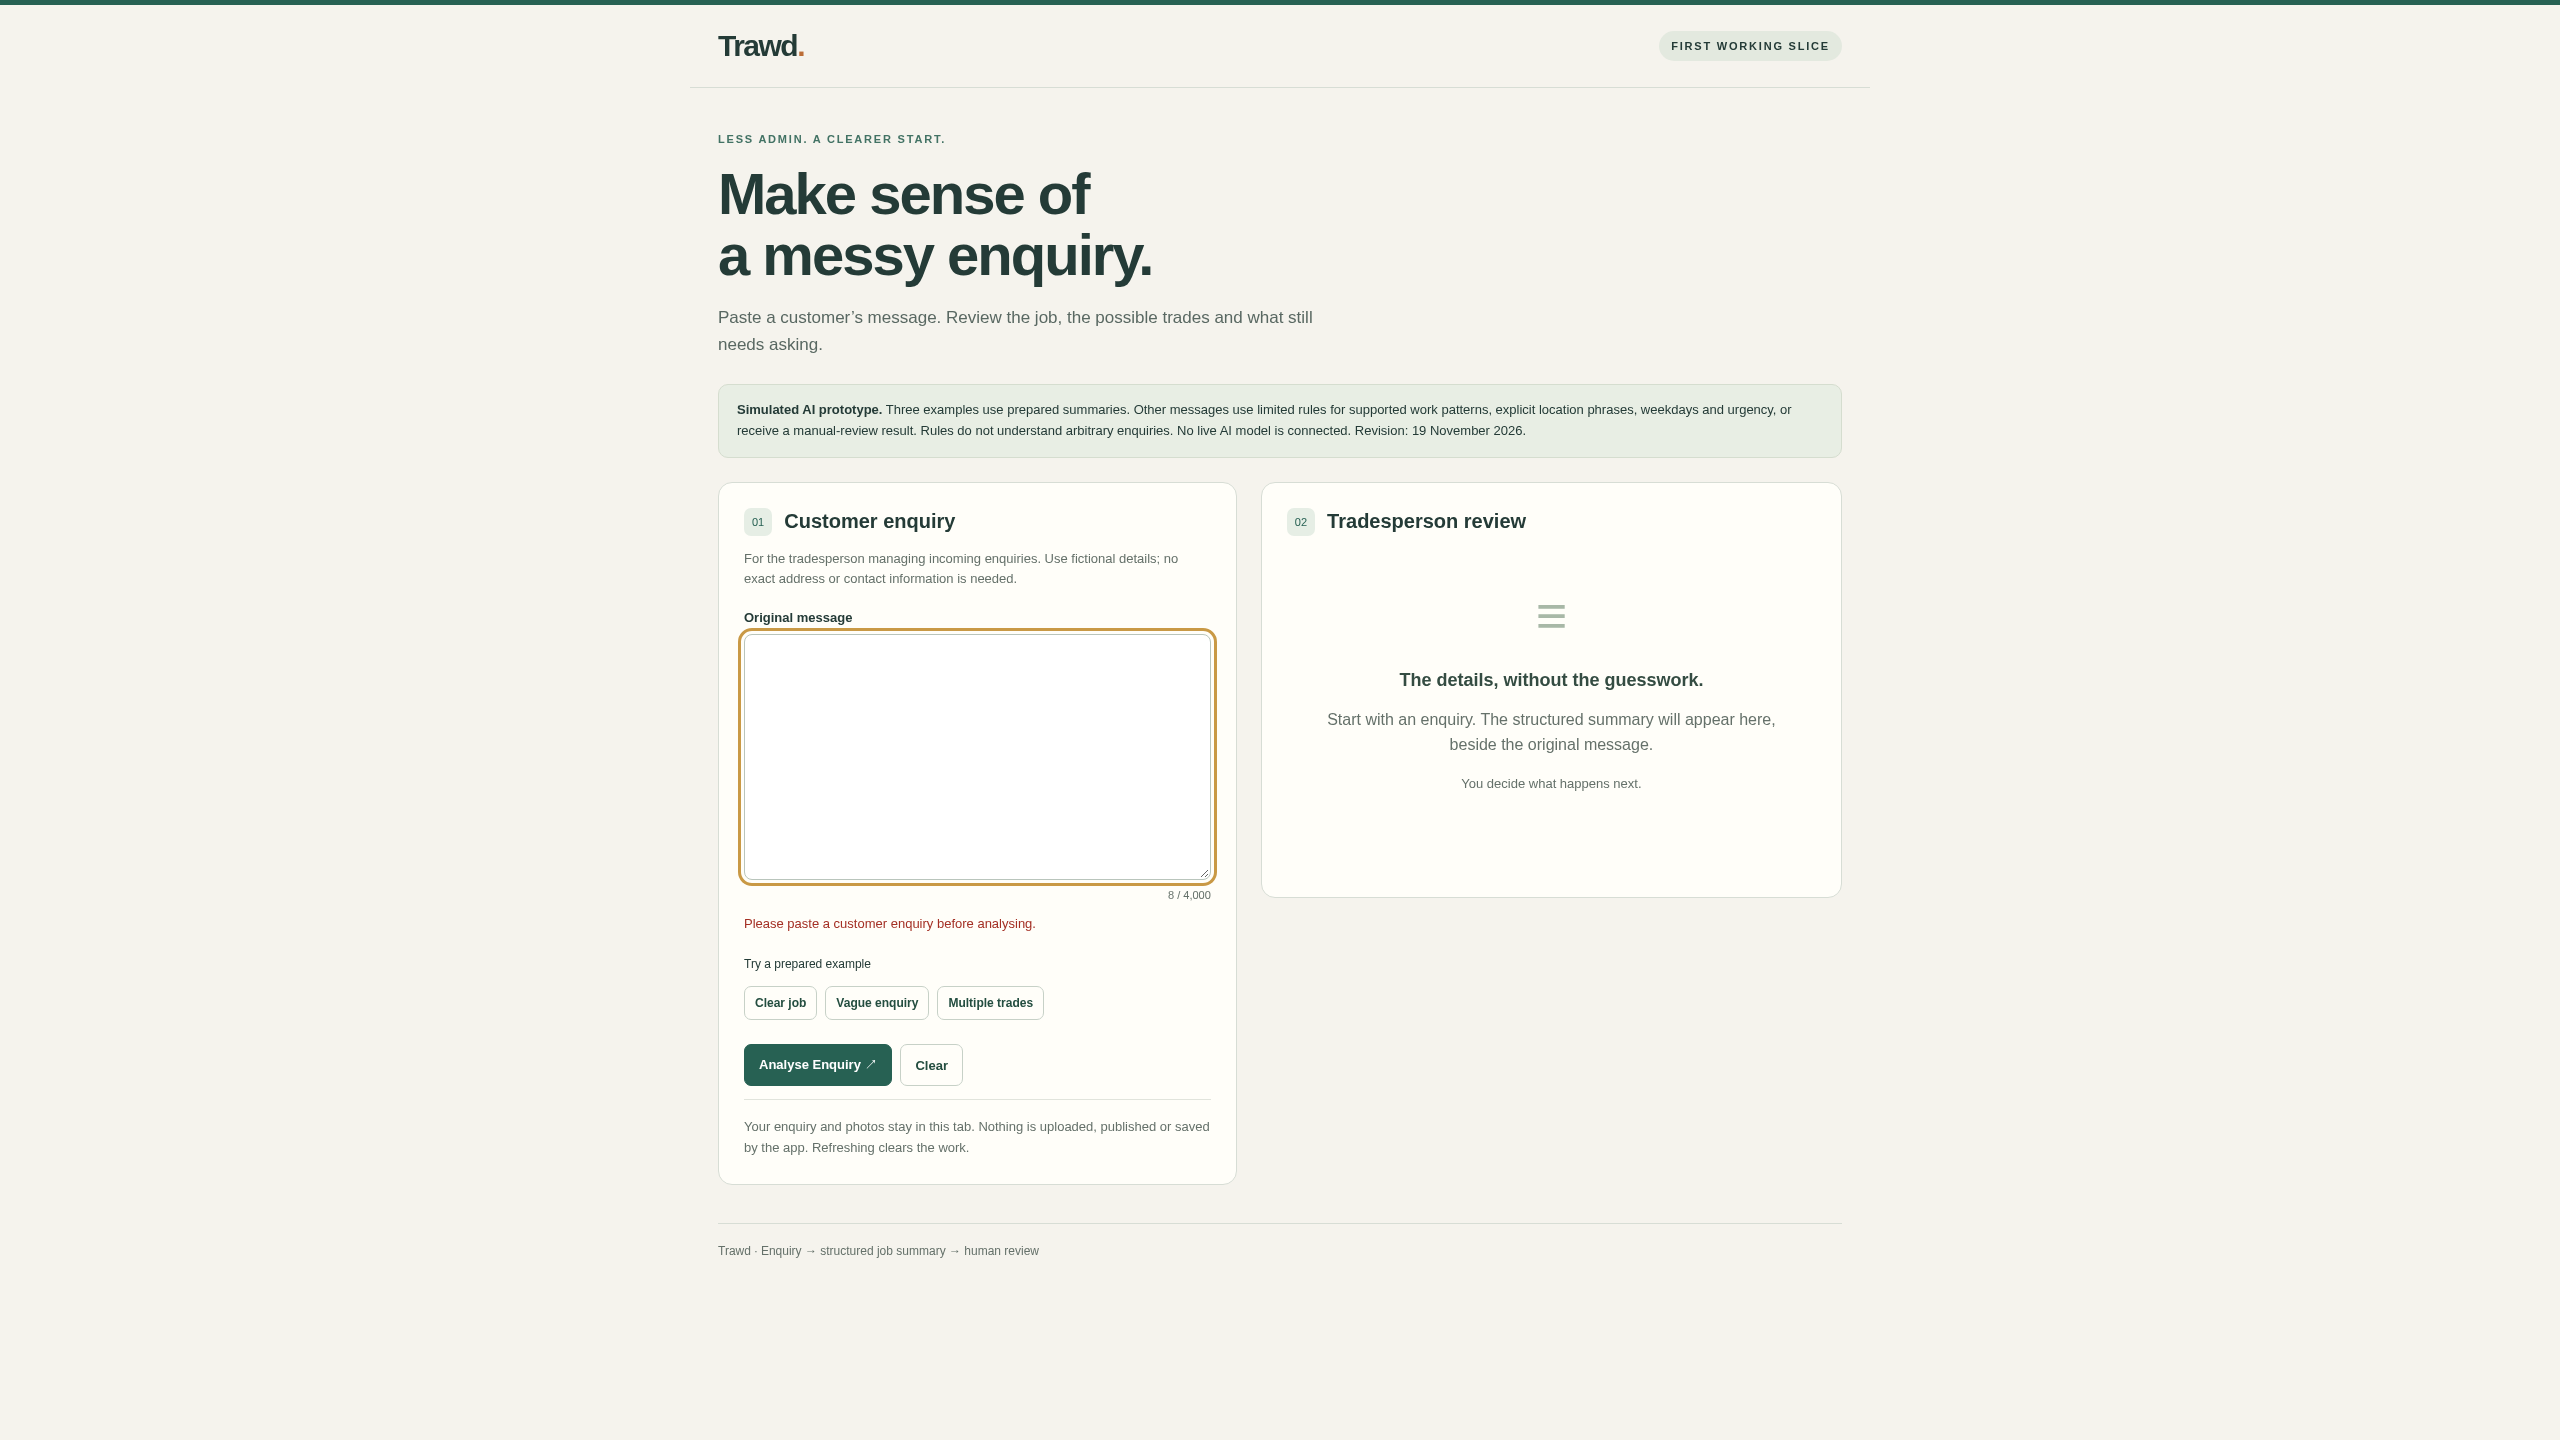 Trawd.
FIRST WORKING SLICE
LESS ADMIN. A CLEARER START.
Make sense of
a messy enquiry.
Paste a customer’s message. Review the job, the possible trades and what still
needs asking.
Simulated AI prototype. Three examples use prepared summaries. Other messages use limited rules for supported work patterns, explicit location phrases, weekdays and urgency, or
receive a manual-review result. Rules do not understand arbitrary enquiries. No live AI model is connected. Revision: 19 November 2026.
01 Customer enquiry
For the tradesperson managing incoming enquiries. Use fictional details; no
exact address or contact information is needed.
Original message
8 / 4,000
Please paste a customer enquiry before analysing.
Try a prepared example
Clear job Vague enquiry Multiple trades
Analyse Enquiry ↗ Clear
Your enquiry and photos stay in this tab. Nothing is uploaded, published or saved
by the app. Refreshing clears the work.
02 Tradesperson review
The details, without the guesswork.
Start with an enquiry. The structured summary will appear here,
beside the original message.
You decide what happens next.
Trawd · Enquiry → structured job summary → human review